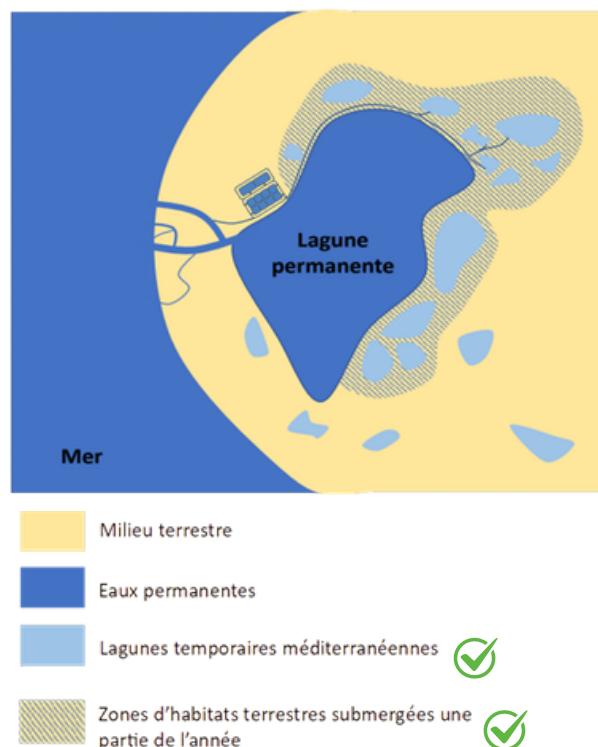 Lagune
permanente
Mer
Milieu terrestre
Eaux permanentes
Lagunes temporaires méditerranéennes
Zones d’habitats terrestres submergées une
partie de l’année